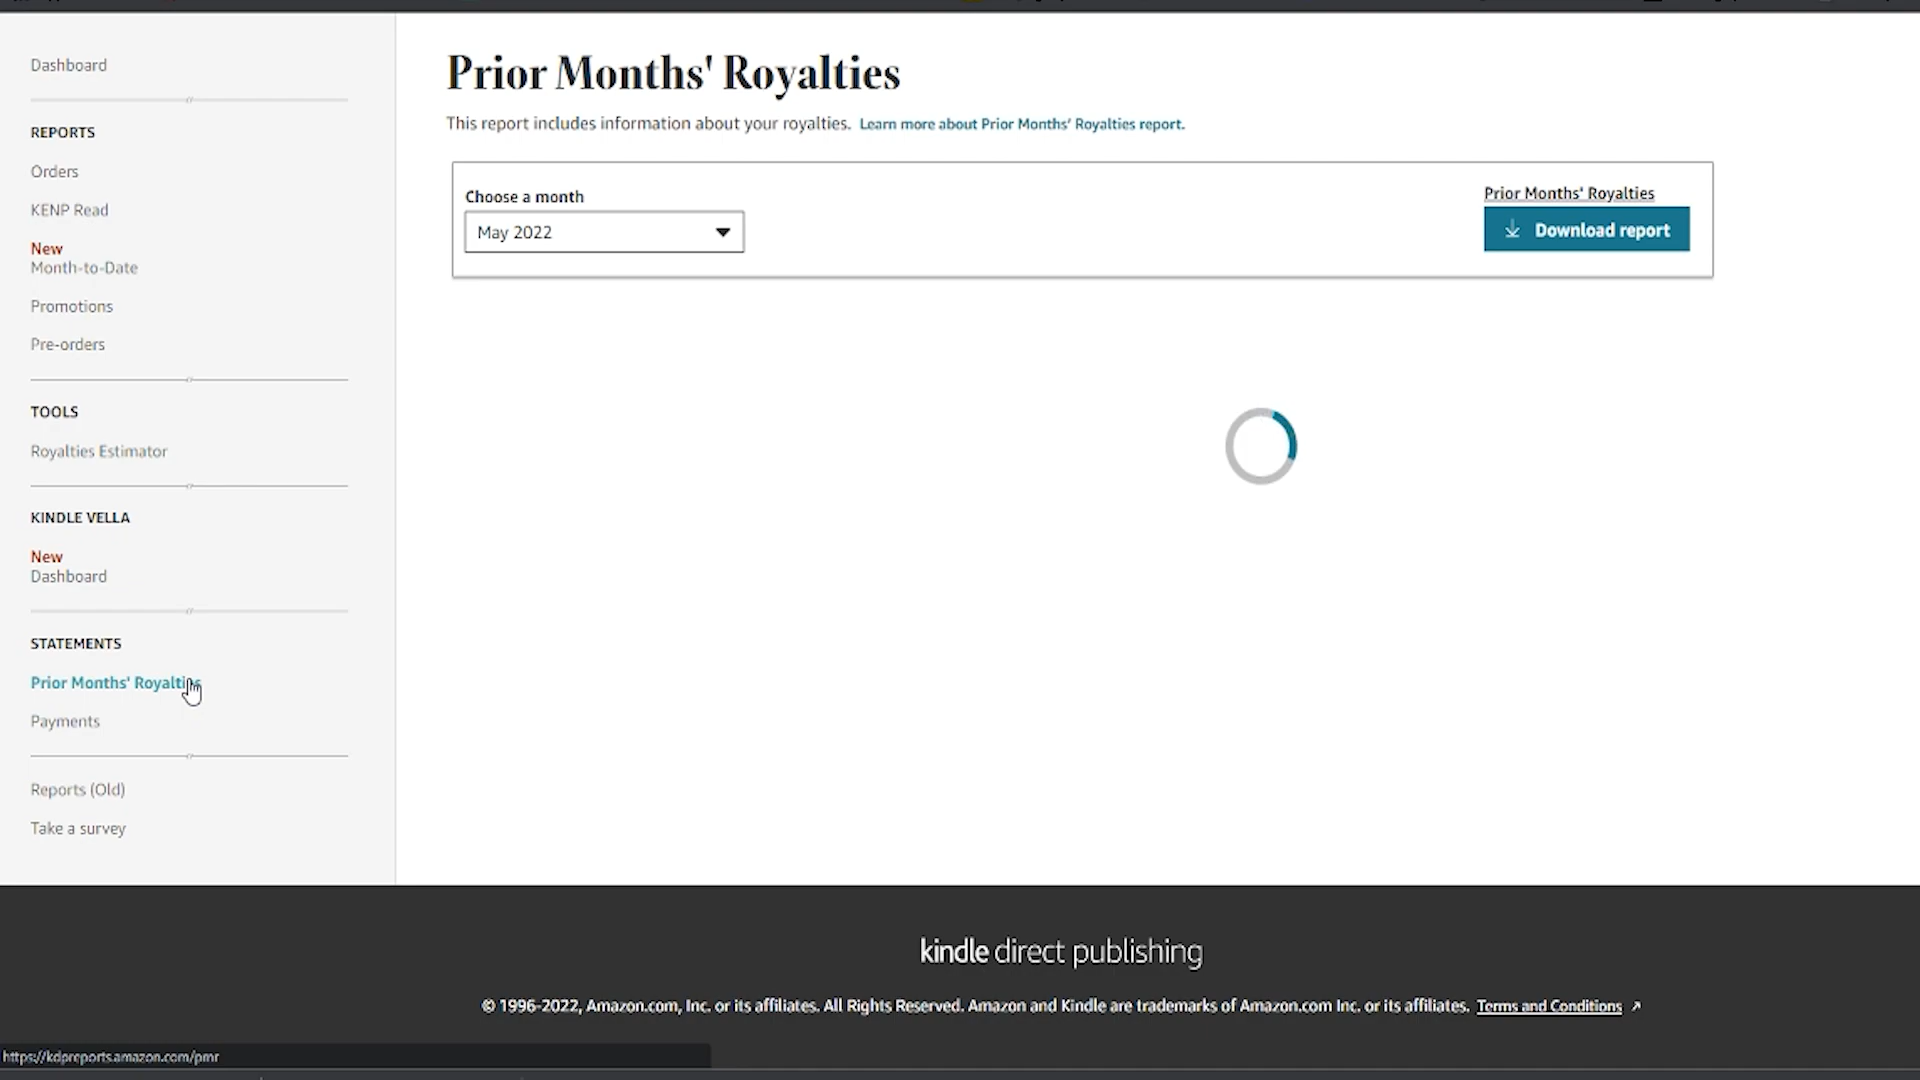 Dashboard
REPORTS
Orders
KENP Read
New
Month-to-Date
Promotions
Pre-orders
TOOLS
Royalties Estimator
KINDLE VELLA
New
Dashboard
STATEMENTS
Prior Months' Royalties
Payments
Reports (Old)
Take a survey
Prior Months' Royalties
This report includes information about your royalties. Learn more about Prior Months' Royalties report.
Choose a month
May 2022
Prior Months' Royalties
Download report
kindle direct publishing
© 1996-2022, Amazon.com, Inc. or its affiliates. All Rights Reserved. Amazon and Kindle are trademarks of Amazon.com Inc. or its affiliates. Terms and Conditions
https://kdpreports.amazon.com/pmr